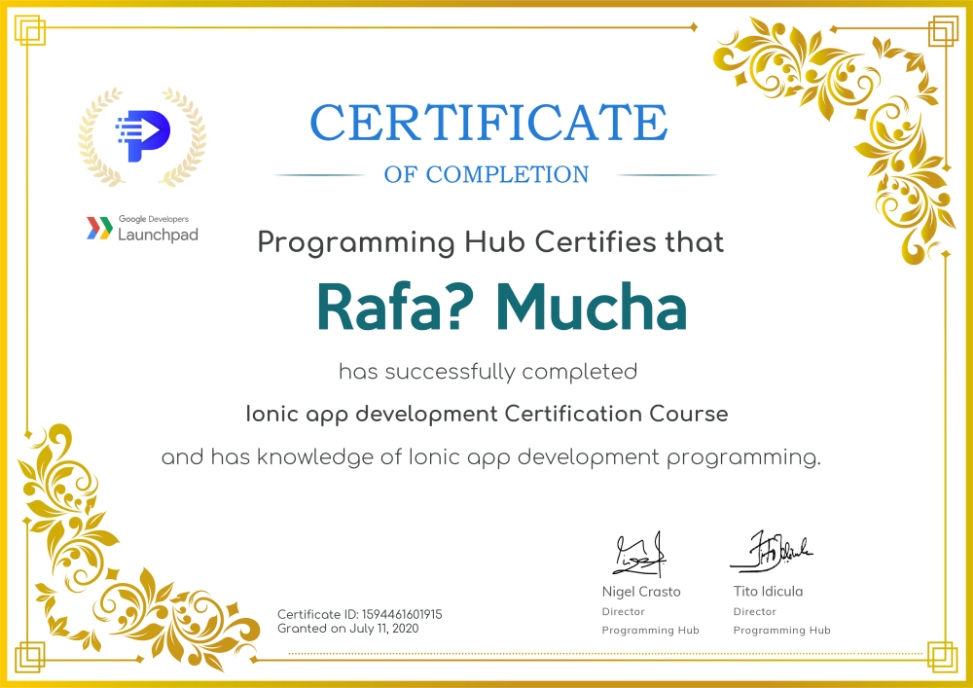 CERTIFICATE
OF COMPLETION
Google Developers
Launchpad
Programming Hub Certifies that
Rafa? Mucha
has successfully completed
Ionic app development Certification Course
and has knowledge of Ionic app development programming.
Nigel Crasto
Director
Programming Hub
Tito Idicula
Director
Programming Hub
Certificate ID: 1594461601915
Granted on July 11, 2020